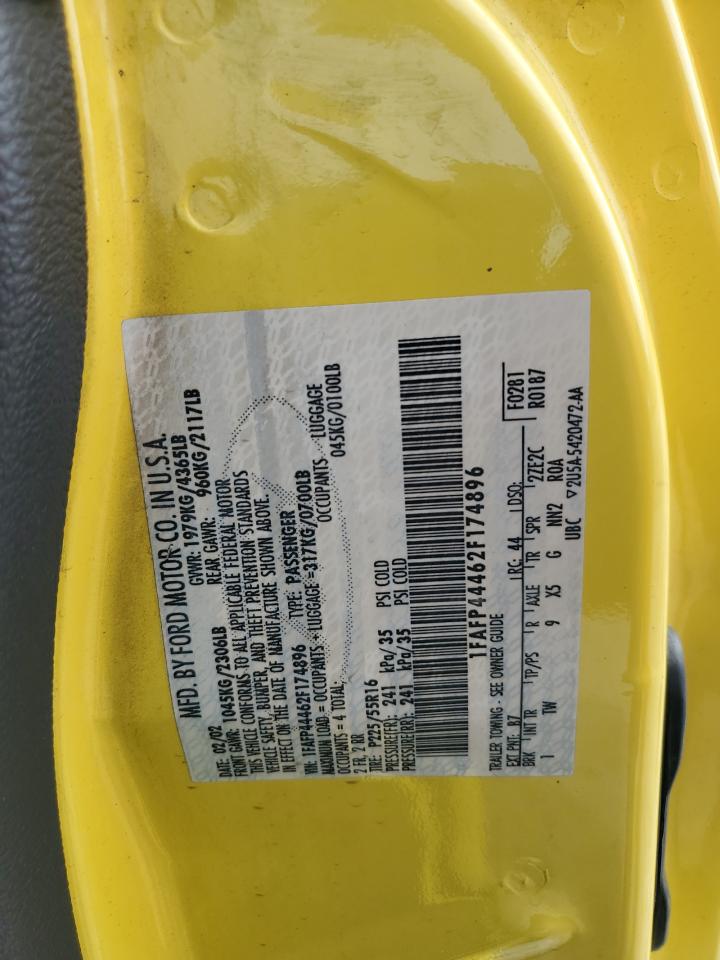 MFD. BY FORD MOTOR CO. IN U.S.A.
DATE: 02/02 GVWR: 1979KG/4365LB
FRONT GAWR: 1045KG/2306LB REAR GAWR: 960KG/2117LB
THIS VEHICLE CONFORMS TO ALL APPLICABLE FEDERAL MOTOR
VEHICLE SAFETY, BUMPER, AND THEFT PREVENTION STANDARDS
IN EFFECT ON THE DATE OF MANUFACTURE SHOWN ABOVE.
VIN: 1FAFP44462F174896 TYPE: PASSENGER
MAXIMUM LOAD = OCCUPANTS + LUGGAGE = 317KG/0700LB
OCCUPANTS = 4 TOTAL; OCCUPANTS LUGGAGE
2 FR, 2 RR 045KG/0100LB
TIRE: P225/55R16
PRESSURE(FR): 241 kPa/35 PSI COLD
PRESSURE(RR): 241 kPa/35 PSI COLD
1FAFP44462F174896
TRAILER TOWING - SEE OWNER GUIDE F0281
EXT PNT: B7 RC: 44 DSO: R0187
BRK INT TR TP/PS R AXLE TR SPR 2ZE2C
1 TW 9 X5 G NN2 ROA
UBC ▽2U5A-5420472-AA